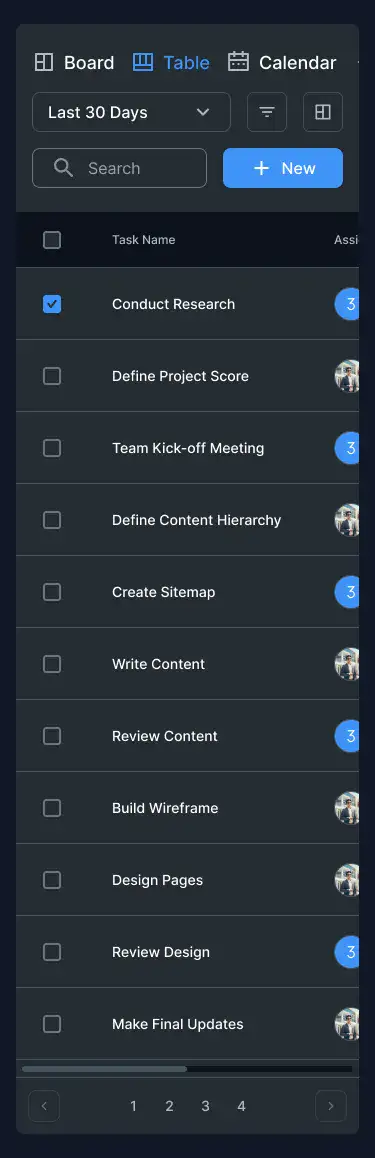 Board Table Calendar
Last 30 Days
Search + New
Task Name Assi
Conduct Research 3
Define Project Score
Team Kick-off Meeting 3
Define Content Hierarchy
Create Sitemap 3
Write Content
Review Content 3
Build Wireframe
Design Pages
Review Design 3
Make Final Updates
1 2 3 4